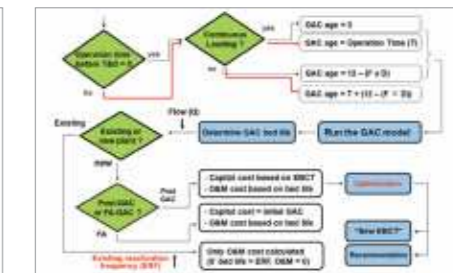 Operation time
before T&O = 0
yes
no
Continuous
Loading ?
yes
no
GAC age = 0
GAC age = Operation Time (T)
GAC age = 12 – (F x D)
Existing
Existing or
new plant ?
new
Flow (Q)
Determine GAC bed life
Run the GAC model
Post-GAC
or FA-GAC ?
Post
GAC
FA
- Capital cost based on EBCT
- O&M cost based on bed life
- Capital cost = initial GAC
- O&M cost based on bed life
Optimization
"New EBCT"
Recommendation
Existing reactivation
frequency (ERF)
Only O&M cost calculated
(if bed life > ERF, O&M = 0)